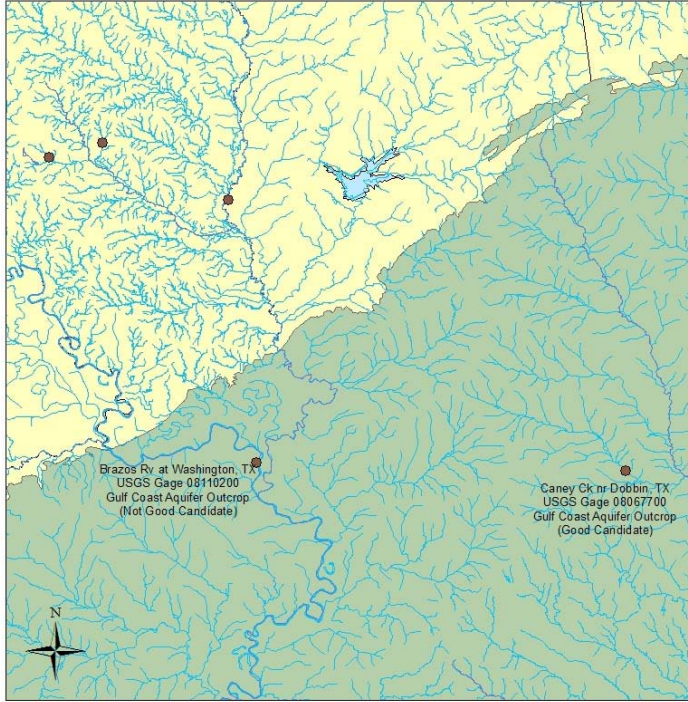 Brazos Rv at Washington, TX
USGS Gage 08110200
Gulf Coast Aquifer Outcrop
(Not Good Candidate)
Caney Ck nr Dobbin, TX
USGS Gage 08067700
Gulf Coast Aquifer Outcrop
(Good Candidate)
N